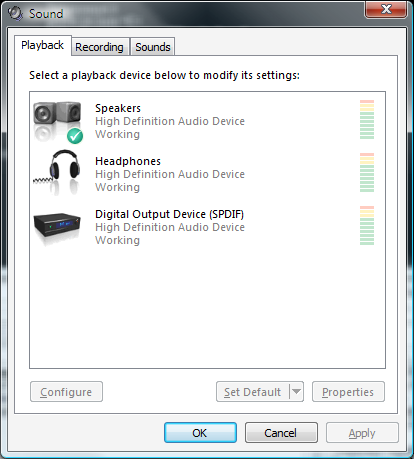 Sound
Playback Recording Sounds
Select a playback device below to modify its settings:
Speakers
High Definition Audio Device
Working
Headphones
High Definition Audio Device
Working
Digital Output Device (SPDIF)
High Definition Audio Device
Working
Configure Set Default Properties
OK Cancel Apply